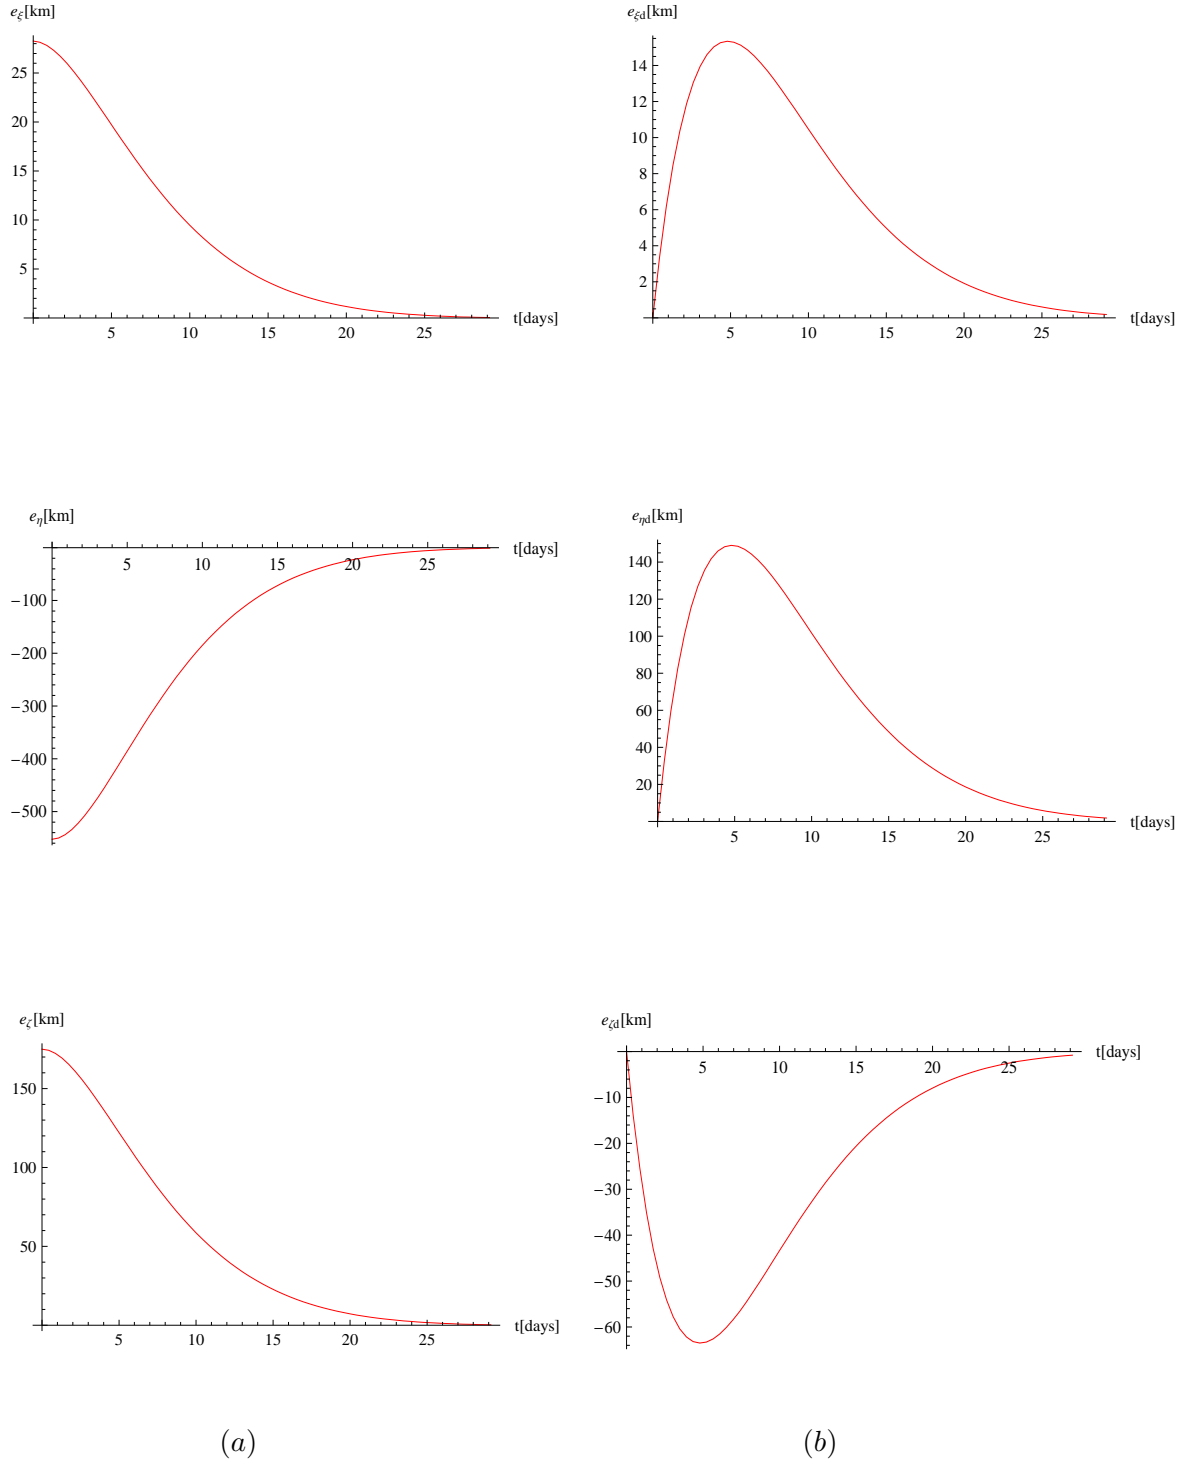 e_ξ[km]
25
20
15
10
5
5 10 15 20 25 t[days]
e_ξd[km]
14
12
10
8
6
4
2
5 10 15 20 25 t[days]
e_η[km]
5 10 15 20 25 t[days]
−100
−200
−300
−400
−500
e_ηd[km]
140
120
100
80
60
40
20
5 10 15 20 25 t[days]
e_ζ[km]
150
100
50
5 10 15 20 25 t[days]
e_ζd[km]
5 10 15 20 25 t[days]
−10
−20
−30
−40
−50
−60
(a) (b)